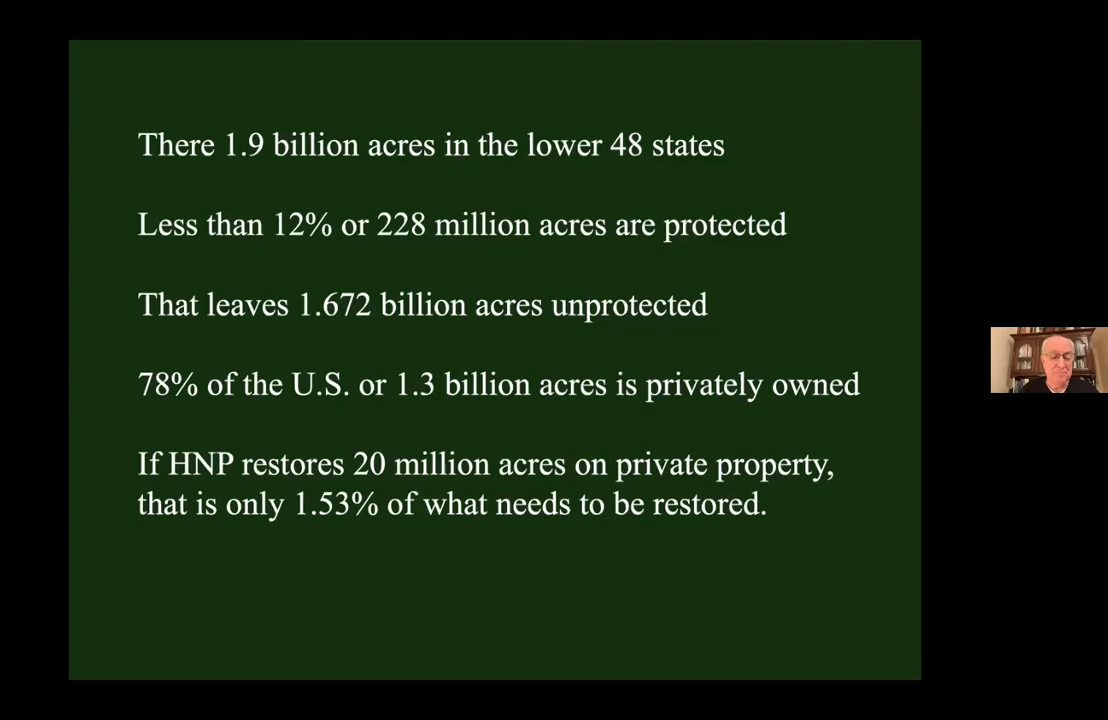 There 1.9 billion acres in the lower 48 states
Less than 12% or 228 million acres are protected
That leaves 1.672 billion acres unprotected
78% of the U.S. or 1.3 billion acres is privately owned
If HNP restores 20 million acres on private property,
that is only 1.53% of what needs to be restored.